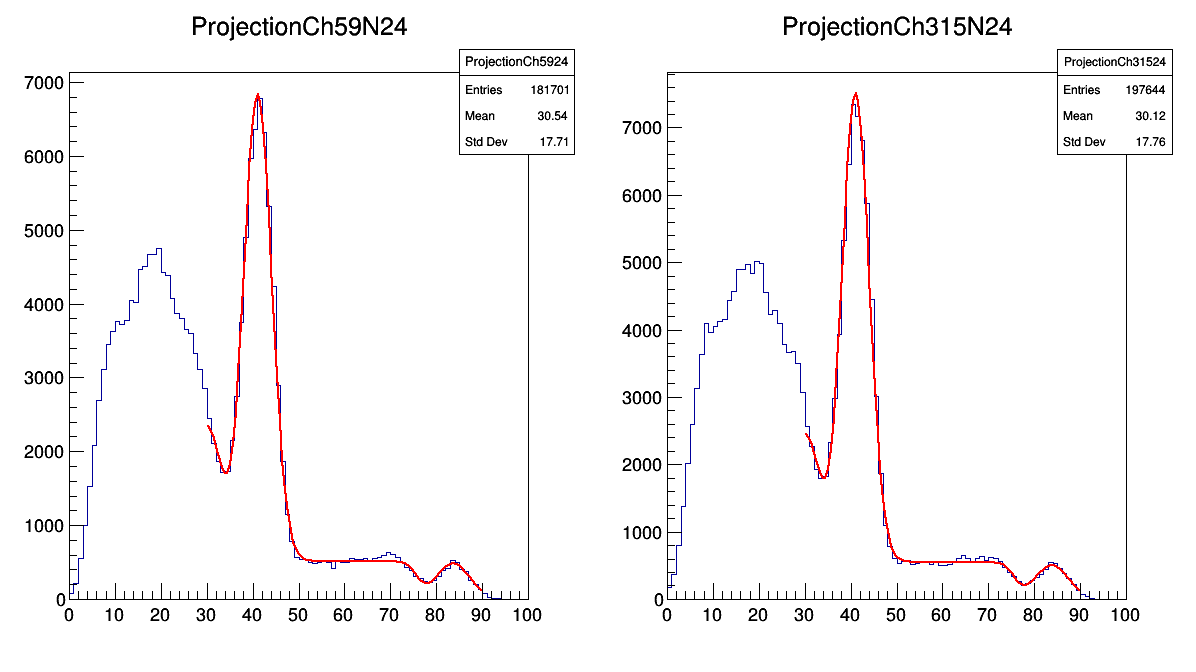 ProjectionCh59N24
ProjectionCh5924
Entries 181701
Mean 30.54
Std Dev 17.71
7000
6000
5000
4000
3000
2000
1000
0
0 10 20 30 40 50 60 70 80 90 100
ProjectionCh315N24
ProjectionCh31524
Entries 197644
Mean 30.12
Std Dev 17.76
7000
6000
5000
4000
3000
2000
1000
0
0 10 20 30 40 50 60 70 80 90 100